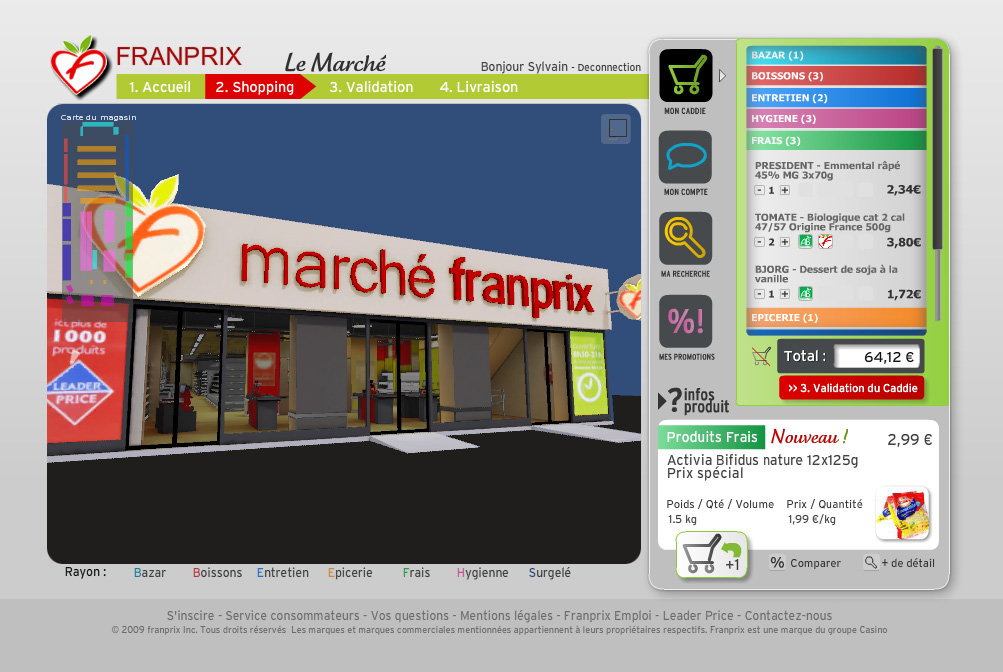 FRANPRIX
Le Marché
Bonjour Sylvain - Deconnection
1. Accueil
2. Shopping
3. Validation
4. Livraison
Carte du magasin
marché franprix
ici plus de
1000
produits
LEADER
PRICE
MON CADDIE
MON COMPTE
MA RECHERCHE
%!
MES PROMOTIONS
? infos
produit
BAZAR (1)
BOISSONS (3)
ENTRETIEN (2)
HYGIENE (3)
FRAIS (3)
PRESIDENT - Emmental râpé
45% MG 3x70g
- 1 + 2,34€
TOMATE - Biologique cat 2 cal
47/57 Origine France 500g
- 2 + AB 3,80€
BJORG - Dessert de soja à la
vanille
- 1 + AB 1,72€
EPICERIE (1)
Total : 64,12 €
>> 3. Validation du Caddie
Produits Frais Nouveau ! 2,99 €
Activia Bifidus nature 12x125g
Prix spécial
Poids / Qté / Volume Prix / Quantité
1.5 kg 1,99 €/kg
+1
% Comparer
+ de détail
Rayon : Bazar Boissons Entretien Epicerie Frais Hygienne Surgelé
S'inscire - Service consommateurs - Vos questions - Mentions légales - Franprix Emploi - Leader Price - Contactez-nous
© 2009 franprix Inc. Tous droits réservés Les marques et marques commerciales mentionnées appartiennent à leurs propriétaires respectifs. Franprix est une marque du groupe Casino